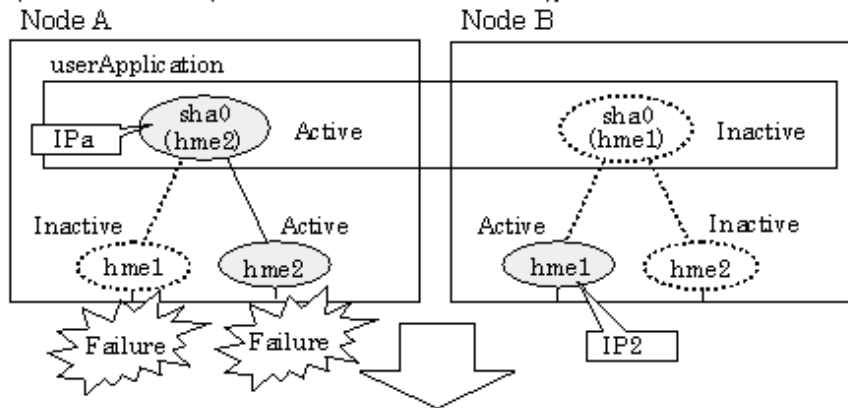 Node A
Node B
userApplication
sha0
(hme2)
Active
IPa
sha0
(hme1)
Inactive
Inactive
Active
hme1
hme2
Active
Inactive
hme1
hme2
Failure
Failure
IP2